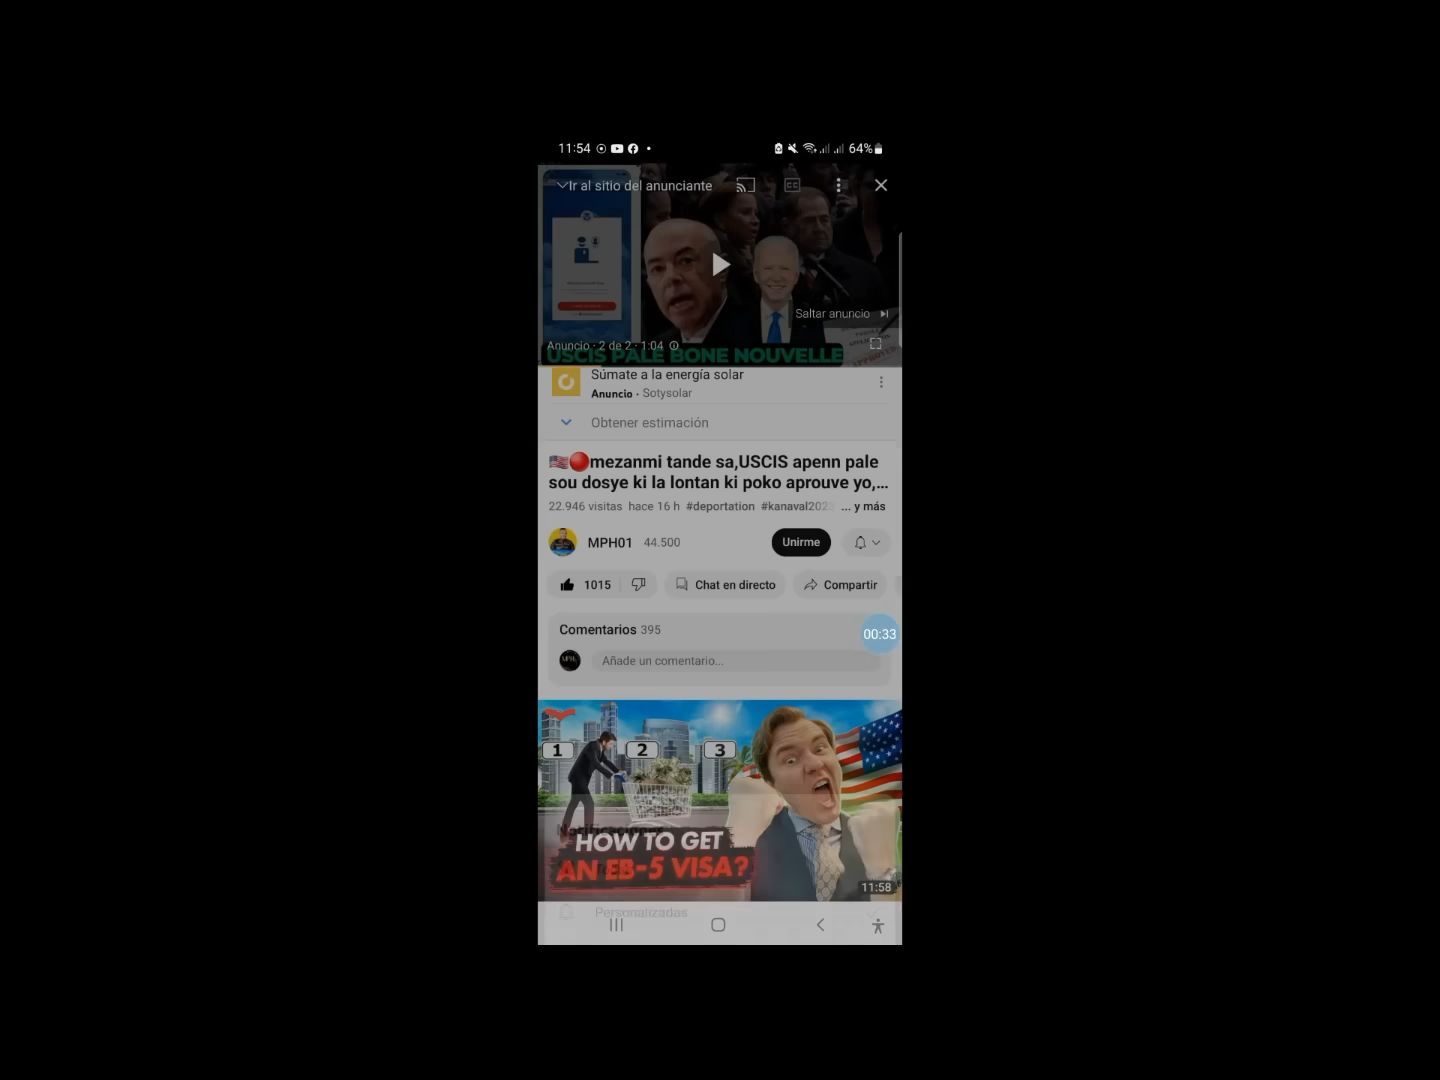 11:54
64%
Ir al sitio del anunciante
CC
Saltar anuncio
Anuncio · 2 de 2 · 1:04
USCIS PALE BONE NOUVELLE
Súmate a la energía solar
Anuncio · Sotysolar
Obtener estimación
🇺🇸🔴mezanmi tande sa,USCIS apenn pale
sou dosye ki la lontan ki poko aprouve yo,...
22.946 visitas hace 16 h #deportation #kanaval202 ... y más
MPH01 44.500
Unirme
1015
Chat en directo
Compartir
Comentarios 395
00:33
Añade un comentario...
1 2 3
Notificaciones
HOW TO GET
AN EB-5 VISA?
11:58
Personalizadas